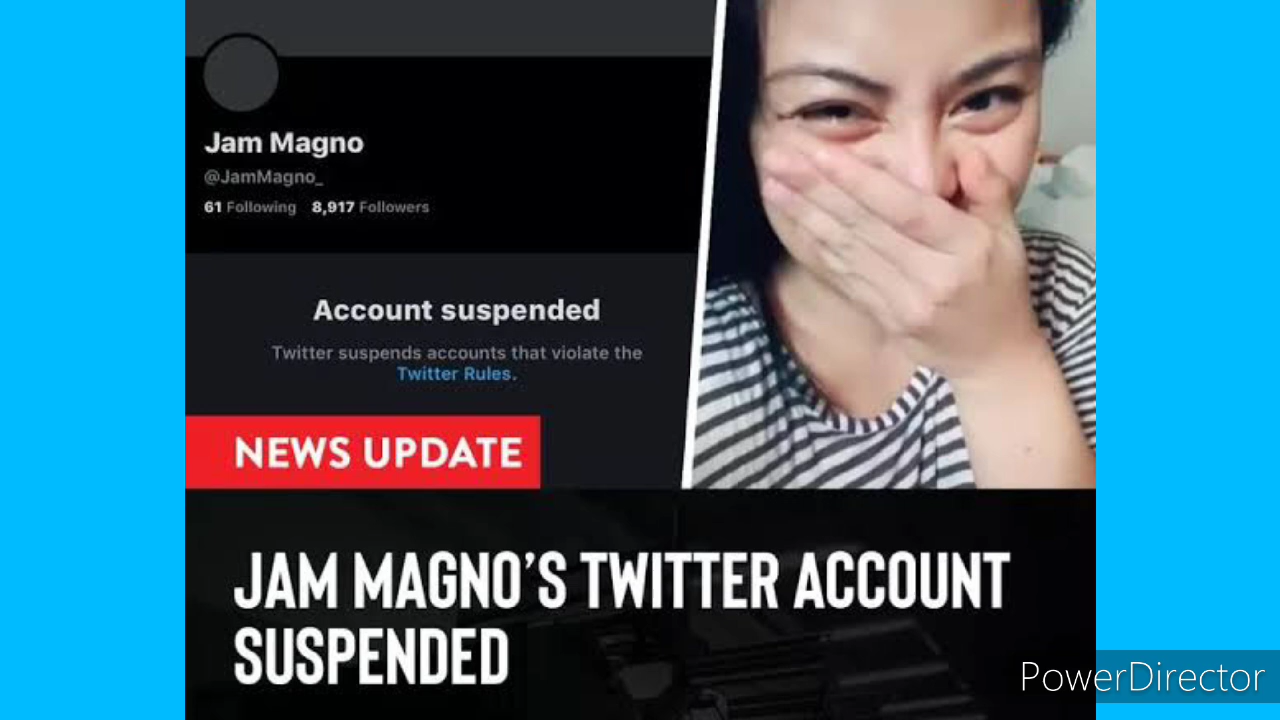 Jam Magno
@JamMagno_
61 Following 8,917 Followers
Account suspended
Twitter suspends accounts that violate the
Twitter Rules.
NEWS UPDATE
JAM MAGNO'S TWITTER ACCOUNT
SUSPENDED
PowerDirector